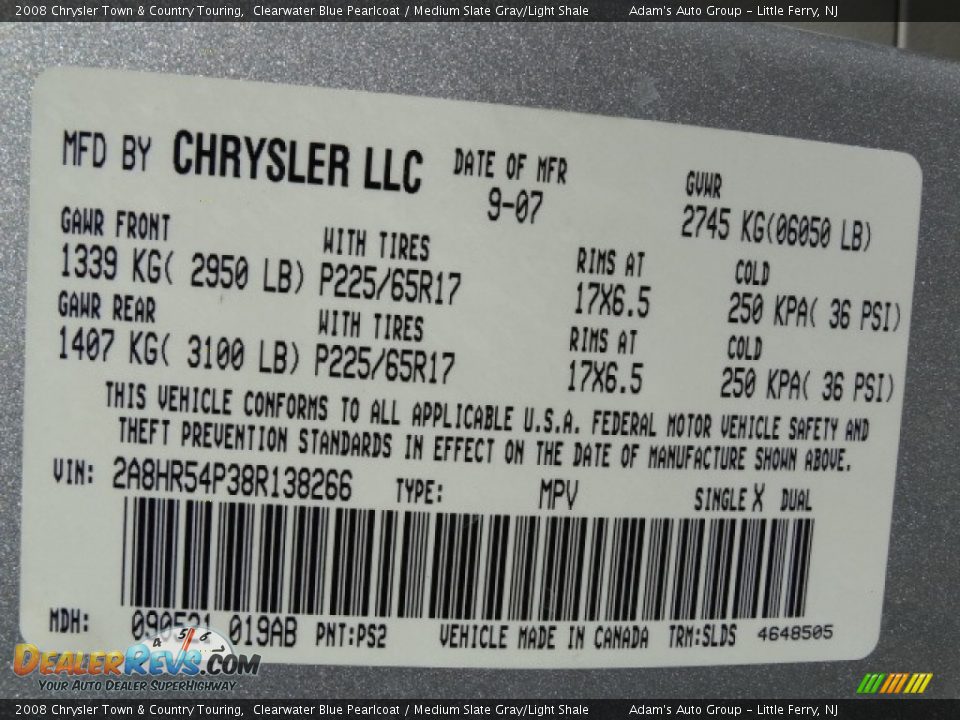 2008 Chrysler Town & Country Touring,  Clearwater Blue Pearlcoat / Medium Slate Gray/Light Shale  Adam's Auto Group - Little Ferry, NJ
MFD BY CHRYSLER LLC  DATE OF MFR  GVWR
9-07  2745 KG(06050 LB)
GAWR FRONT  WITH TIRES  RIMS AT  COLD
1339 KG( 2950 LB)  P225/65R17  17X6.5  250 KPA( 36 PSI)
GAWR REAR  WITH TIRES  RIMS AT  COLD
1407 KG( 3100 LB)  P225/65R17  17X6.5  250 KPA( 36 PSI)
THIS VEHICLE CONFORMS TO ALL APPLICABLE U.S.A. FEDERAL MOTOR VEHICLE SAFETY AND
THEFT PREVENTION STANDARDS IN EFFECT ON THE DATE OF MANUFACTURE SHOWN ABOVE.
VIN: 2A8HR54P38R138266  TYPE:  MPV  SINGLE X  DUAL
MDH:  090521 019AB  PNT:PS2  VEHICLE MADE IN CANADA  TRM:SLDS  4648505
4 5 6
DEALERREVS.COM
YOUR AUTO DEALER SUPERHIGHWAY
2008 Chrysler Town & Country Touring,  Clearwater Blue Pearlcoat / Medium Slate Gray/Light Shale  Adam's Auto Group - Little Ferry, NJ